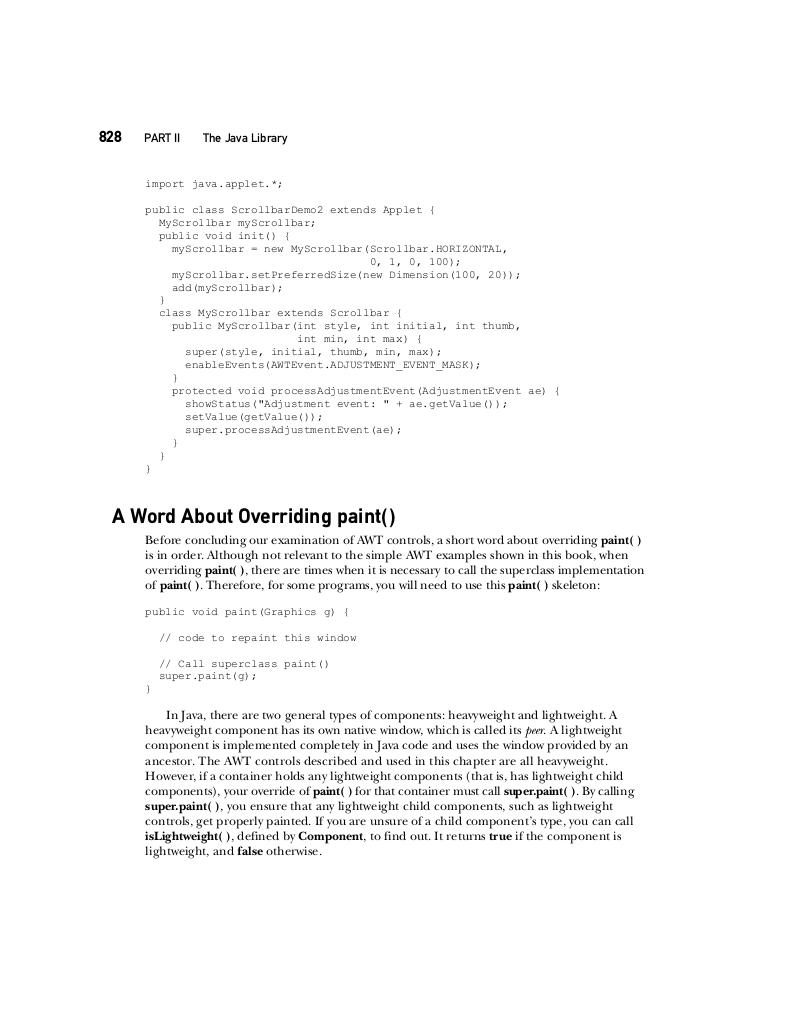 828 PART II The Java Library
import java.applet.*;
public class ScrollbarDemo2 extends Applet {
  MyScrollbar myScrollbar;
  public void init() {
    myScrollbar = new MyScrollbar(Scrollbar.HORIZONTAL,
                                  0, 1, 0, 100);
    myScrollbar.setPreferredSize(new Dimension(100, 20));
    add(myScrollbar);
  }
  class MyScrollbar extends Scrollbar {
    public MyScrollbar(int style, int initial, int thumb,
                       int min, int max) {
      super(style, initial, thumb, min, max);
      enableEvents(AWTEvent.ADJUSTMENT_EVENT_MASK);
    }
    protected void processAdjustmentEvent(AdjustmentEvent ae) {
      showStatus("Adjustment event: " + ae.getValue());
      setValue(getValue());
      super.processAdjustmentEvent(ae);
    }
  }
}
A Word About Overriding paint()
Before concluding our examination of AWT controls, a short word about overriding paint( )
is in order. Although not relevant to the simple AWT examples shown in this book, when
overriding paint( ), there are times when it is necessary to call the superclass implementation
of paint( ). Therefore, for some programs, you will need to use this paint( ) skeleton:
public void paint(Graphics g) {
  // code to repaint this window
  // Call superclass paint()
  super.paint(g);
}
In Java, there are two general types of components: heavyweight and lightweight. A
heavyweight component has its own native window, which is called its peer. A lightweight
component is implemented completely in Java code and uses the window provided by an
ancestor. The AWT controls described and used in this chapter are all heavyweight.
However, if a container holds any lightweight components (that is, has lightweight child
components), your override of paint( ) for that container must call super.paint( ). By calling
super.paint( ), you ensure that any lightweight child components, such as lightweight
controls, get properly painted. If you are unsure of a child component's type, you can call
isLightweight( ), defined by Component, to find out. It returns true if the component is
lightweight, and false otherwise.